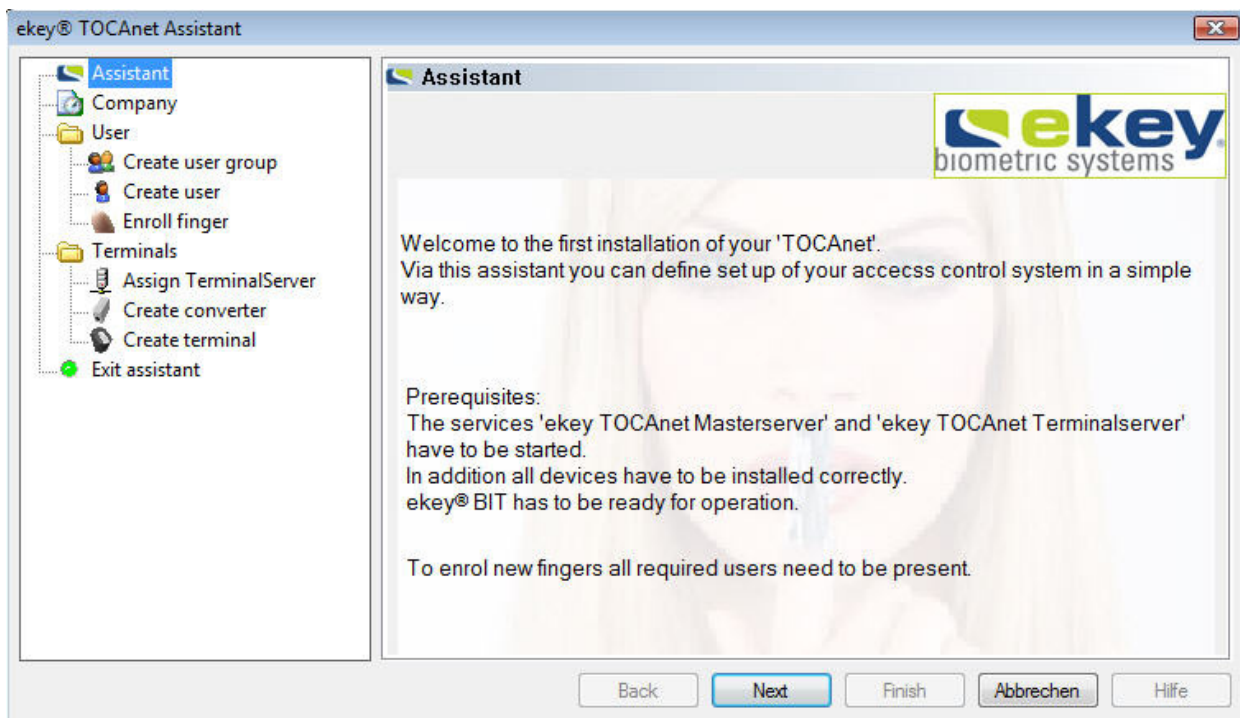 ekey® TOCAnet Assistant
Assistant
Company
User
Create user group
Create user
Enroll finger
Terminals
Assign TerminalServer
Create converter
Create terminal
Exit assistant
Assistant
ekey®
biometric systems
Welcome to the first installation of your 'TOCAnet'.
Via this assistant you can define set up of your accecss control system in a simple
way.
Prerequisites:
The services 'ekey TOCAnet Masterserver' and 'ekey TOCAnet Terminalserver'
have to be started.
In addition all devices have to be installed correctly.
ekey® BIT has to be ready for operation.
To enrol new fingers all required users need to be present.
Back Next Finish Abbrechen Hilfe